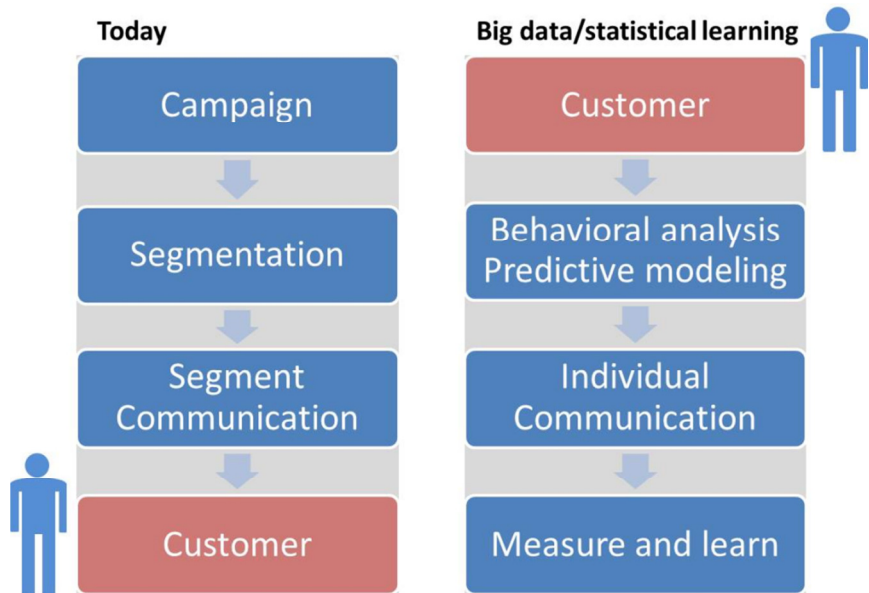 Today
Campaign
Segmentation
Segment
Communication
Customer
Big data/statistical learning
Customer
Behavioral analysis
Predictive modeling
Individual
Communication
Measure and learn